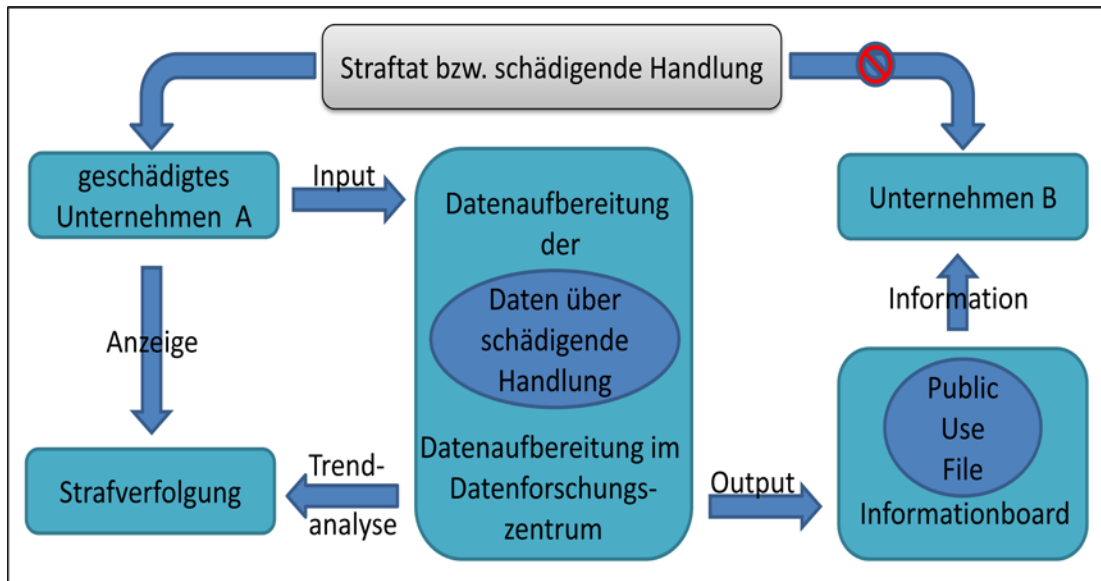 Straftat bzw. schädigende Handlung
geschädigtes
Unternehmen A
Input
Datenaufbereitung
der
Daten über
schädigende
Handlung
Datenaufbereitung im
Datenforschungs-
zentrum
Unternehmen B
Information
Anzeige
Strafverfolgung
Trend-
analyse
Output
Public
Use
File
Informationboard